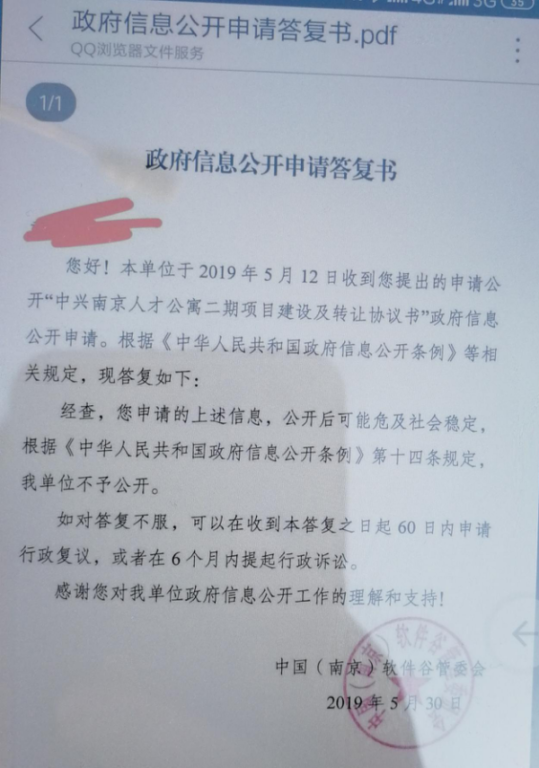 4G 3G 35
政府信息公开申请答复书.pdf
QQ浏览器文件服务
1/1
政府信息公开申请答复书
您好！本单位于 2019 年 5 月 12 日收到您提出的申请公
开“中兴南京人才公寓二期项目建设及转让协议书”政府信息
公开申请。根据《中华人民共和国政府信息公开条例》等相
关规定，现答复如下：
经查，您申请的上述信息，公开后可能危及社会稳定，
根据《中华人民共和国政府信息公开条例》第十四条规定，
我单位不予公开。
如对答复不服，可以在收到本答复之日起 60 日内申请
行政复议，或者在 6 个月内提起行政诉讼。
感谢您对我单位政府信息公开工作的理解和支持！
中国（南京）软件谷管委会
2019 年 5 月 30 日